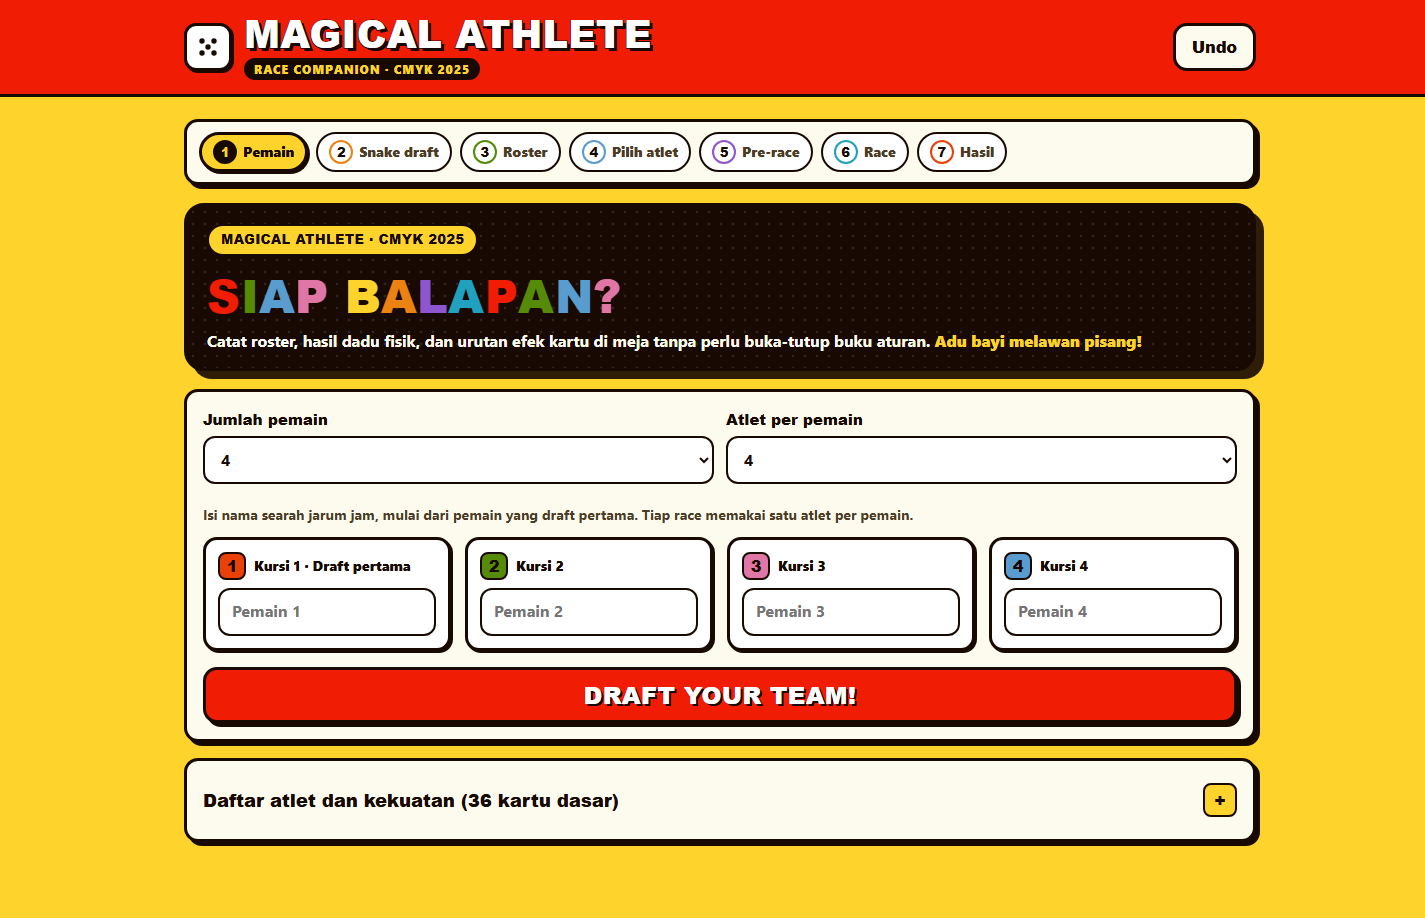 MAGICAL ATHLETE
RACE COMPANION · CMYK 2025
Undo
1 Pemain
2 Snake draft
3 Roster
4 Pilih atlet
5 Pre-race
6 Race
7 Hasil
MAGICAL ATHLETE · CMYK 2025
SIAP BALAPAN?
Catat roster, hasil dadu fisik, dan urutan efek kartu di meja tanpa perlu buka-tutup buku aturan. Adu bayi melawan pisang!
Jumlah pemain
4
Atlet per pemain
4
Isi nama searah jarum jam, mulai dari pemain yang draft pertama. Tiap race memakai satu atlet per pemain.
1 Kursi 1 · Draft pertama
Pemain 1
2 Kursi 2
Pemain 2
3 Kursi 3
Pemain 3
4 Kursi 4
Pemain 4
DRAFT YOUR TEAM!
Daftar atlet dan kekuatan (36 kartu dasar)
+